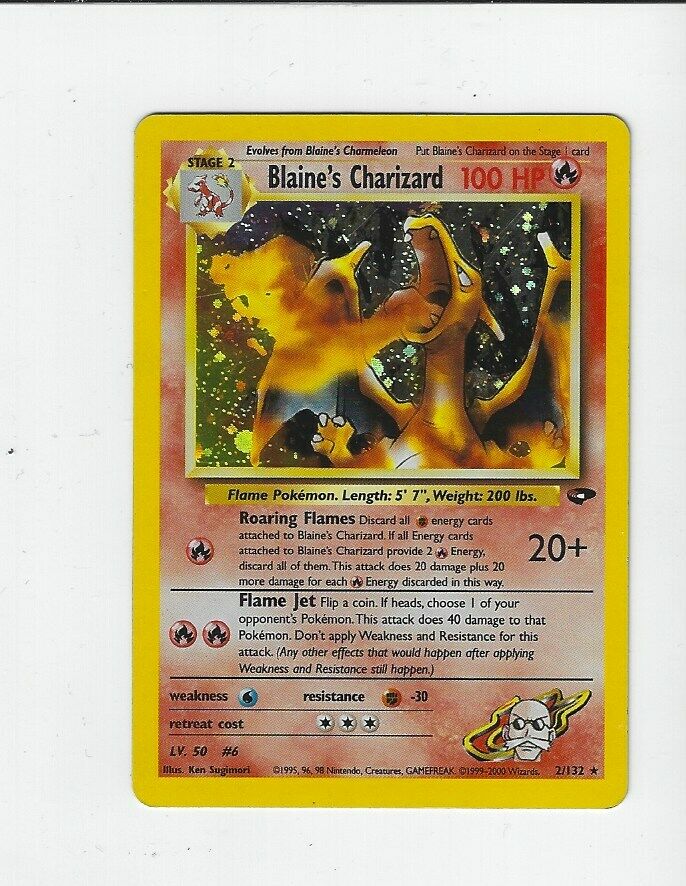 Evolves from Blaine's Charmeleon Put Blaine's Charizard on the Stage 1 card
STAGE 2
Blaine's Charizard 100 HP
Flame Pokémon. Length: 5' 7", Weight: 200 lbs.
Roaring Flames Discard all energy cards
attached to Blaine's Charizard. If all Energy cards
attached to Blaine's Charizard provide 2 Energy,
discard all of them. This attack does 20 damage plus 20
more damage for each Energy discarded in this way.
20+
Flame Jet Flip a coin. If heads, choose 1 of your
opponent's Pokémon. This attack does 40 damage to that
Pokémon. Don't apply Weakness and Resistance for this
attack. (Any other effects that would happen after applying
Weakness and Resistance still happen.)
weakness resistance -30
retreat cost
LV. 50 #6
Illus. Ken Sugimori ©1995, 96, 98 Nintendo, Creatures, GAMEFREAK. ©1999-2000 Wizards. 2/132 ★